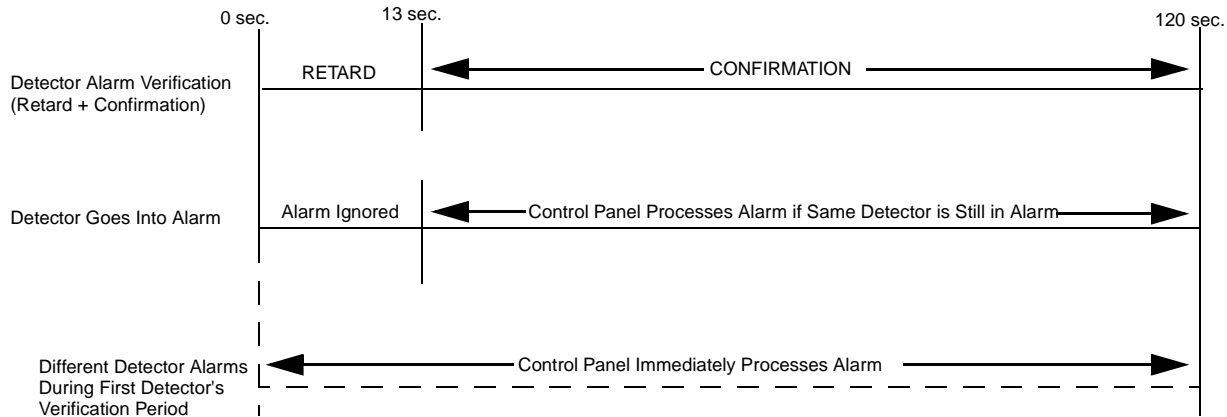 0 sec.
13 sec.
120 sec.
Detector Alarm Verification
(Retard + Confirmation)
RETARD
CONFIRMATION
Detector Goes Into Alarm
Alarm Ignored
Control Panel Processes Alarm if Same Detector is Still in Alarm
Different Detector Alarms
During First Detector's
Verification Period
Control Panel Immediately Processes Alarm